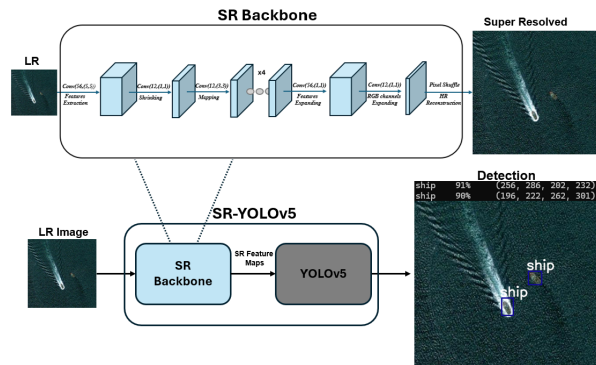 SR Backbone
Super Resolved
LR
x4
Conv(56,(5,5))
Features
Extraction
Conv(12,(1,1))
Shrinking
Conv(12,(3,3))
Mapping
Conv(56,(1,1))
Features
Expanding
Conv(12,(1,1))
RGB channels
Expanding
Pixel Shuffle
HR
Reconstruction
Detection
ship 91% (256, 286, 202, 232)
ship 90% (196, 222, 262, 301)
SR-YOLOv5
LR Image
SR
Backbone
SR Feature
Maps
YOLOv5
ship
ship